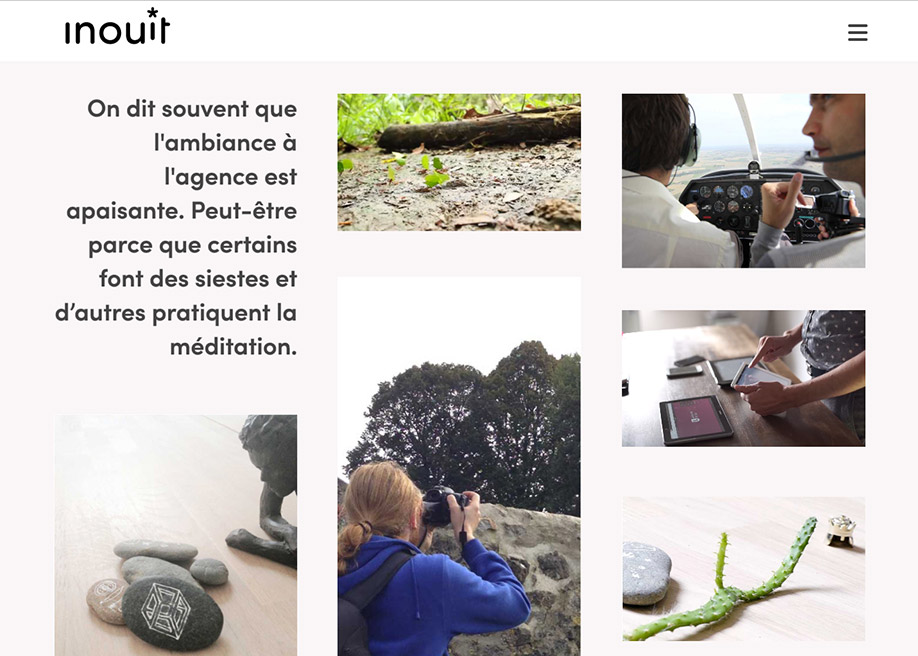 inouit
On dit souvent que
l'ambiance à
l'agence est
apaisante. Peut-être
parce que certains
font des siestes et
d’autres pratiquent la
méditation.